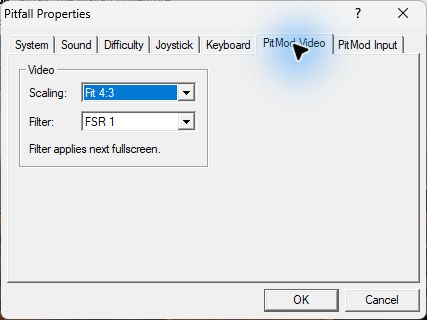 Pitfall Properties
?
System Sound Difficulty Joystick Keyboard PitMod Video PitMod Input
Video
Scaling: Fit 4:3
Filter: FSR 1
Filter applies next fullscreen.
OK Cancel